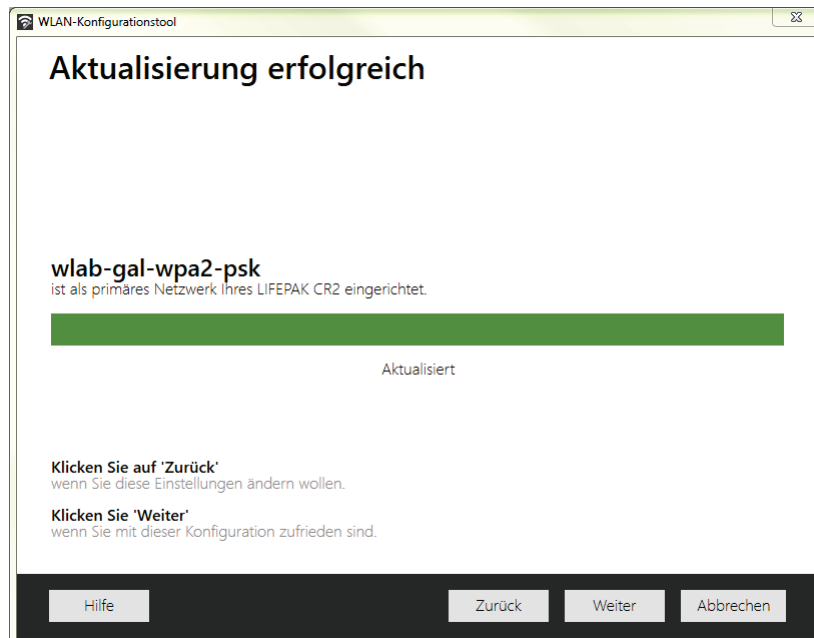 WLAN-Konfigurationstool
Aktualisierung erfolgreich
wlab-gal-wpa2-psk
ist als primäres Netzwerk Ihres LIFEPAK CR2 eingerichtet.
Aktualisiert
Klicken Sie auf 'Zurück'
wenn Sie diese Einstellungen ändern wollen.
Klicken Sie 'Weiter'
wenn Sie mit dieser Konfiguration zufrieden sind.
Hilfe Zurück Weiter Abbrechen